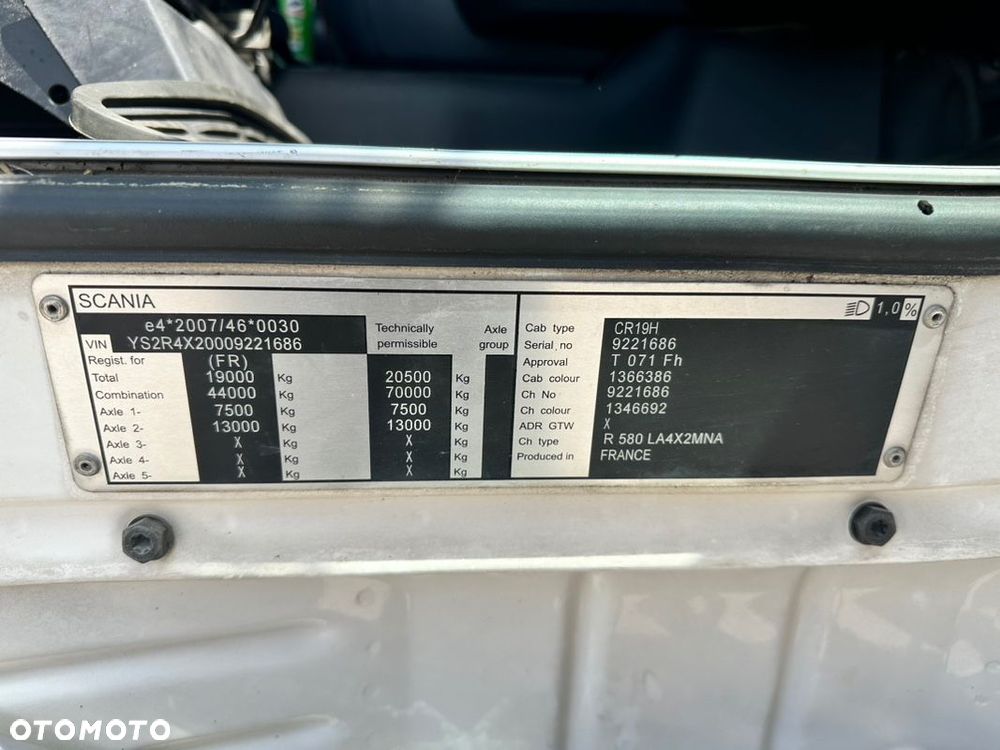 SCANIA 1,0%
e4*2007/46*0030
VIN YS2R4X20009221686
Technically permissible Axle group
Regist. for (FR)
Total 19000 Kg 20500 Kg
Combination 44000 Kg 70000 Kg
Axle 1- 7500 Kg 7500 Kg
Axle 2- 13000 Kg 13000 Kg
Axle 3- X Kg X Kg
Axle 4- X Kg X Kg
Axle 5- X Kg X Kg
Cab type CR19H
Serial,no 9221686
Approval T 071 Fh
Cab colour 1366386
Ch No 9221686
Ch colour 1346692
ADR GTW X
Ch type R 580 LA4X2MNA
Produced in FRANCE
OTOMOTO